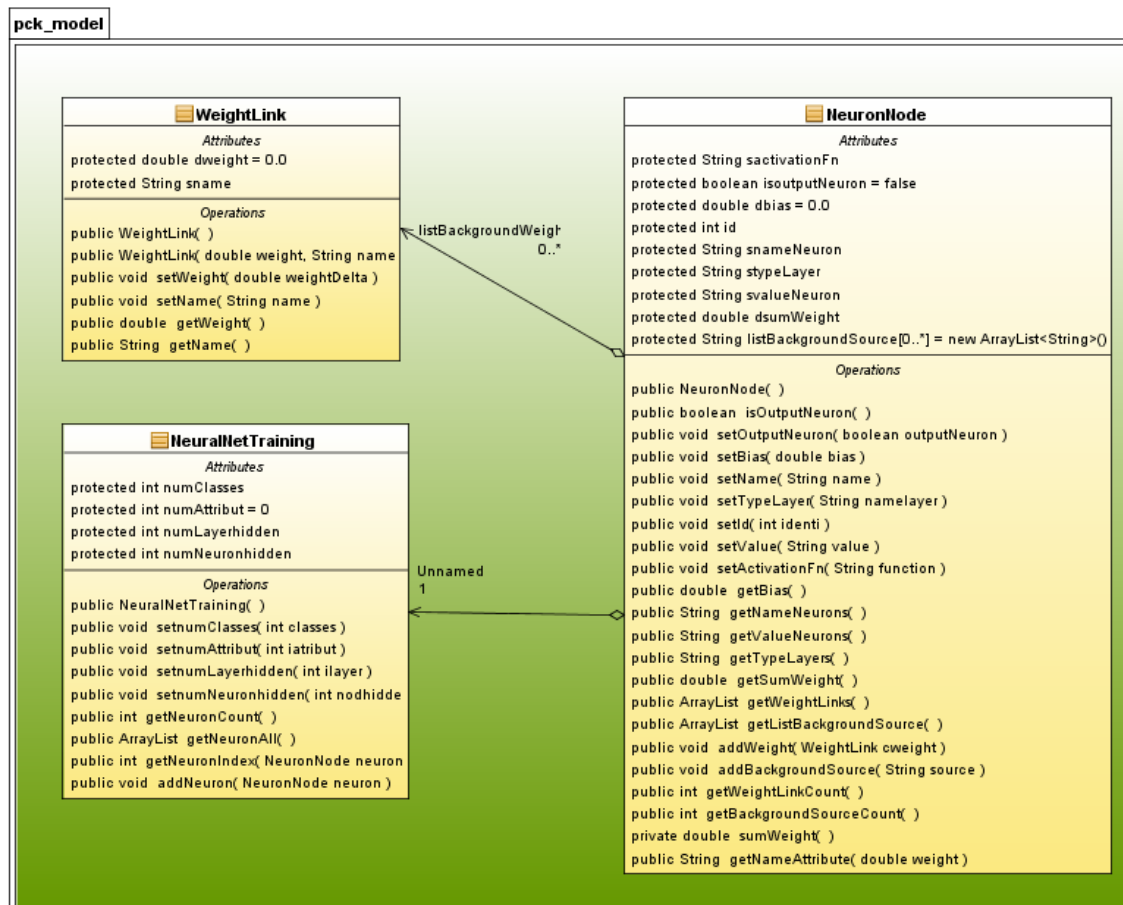 pck_model
WeightLink
Attributes
protected double dweight = 0.0
protected String sname
Operations
public WeightLink( )
public WeightLink( double weight, String name
public void setWeight( double weightDelta )
public void setName( String name )
public double getWeight( )
public String getName( )
listBackgroundWeigh
0..*
NeuralNetTraining
Attributes
protected int numClasses
protected int numAttribut = 0
protected int numLayerhidden
protected int numNeuronhidden
Operations
public NeuralNetTraining( )
public void setnumClasses( int classes )
public void setnumAttribut( int iatribut )
public void setnumLayerhidden( int ilayer )
public void setnumNeuronhidden( int nodhidde
public int getNeuronCount( )
public ArrayList getNeuronAll( )
public int getNeuronIndex( NeuronNode neuron
public void addNeuron( NeuronNode neuron )
Unnamed
1
NeuronNode
Attributes
protected String sactivationFn
protected boolean isoutputNeuron = false
protected double dbias = 0.0
protected int id
protected String snameNeuron
protected String stypeLayer
protected String svalueNeuron
protected double dsumWeight
protected String listBackgroundSource[0..*] = new ArrayList<String>()
Operations
public NeuronNode( )
public boolean isOutputNeuron( )
public void setOutputNeuron( boolean outputNeuron )
public void setBias( double bias )
public void setName( String name )
public void setTypeLayer( String namelayer )
public void setId( int identi )
public void setValue( String value )
public void setActivationFn( String function )
public double getBias( )
public String getNameNeurons( )
public String getValueNeurons( )
public String getTypeLayers( )
public double getSumWeight( )
public ArrayList getWeightLinks( )
public ArrayList getListBackgroundSource( )
public void addWeight( WeightLink cweight )
public void addBackgroundSource( String source )
public int getWeightLinkCount( )
public int getBackgroundSourceCount( )
private double sumWeight( )
public String getNameAttribute( double weight )